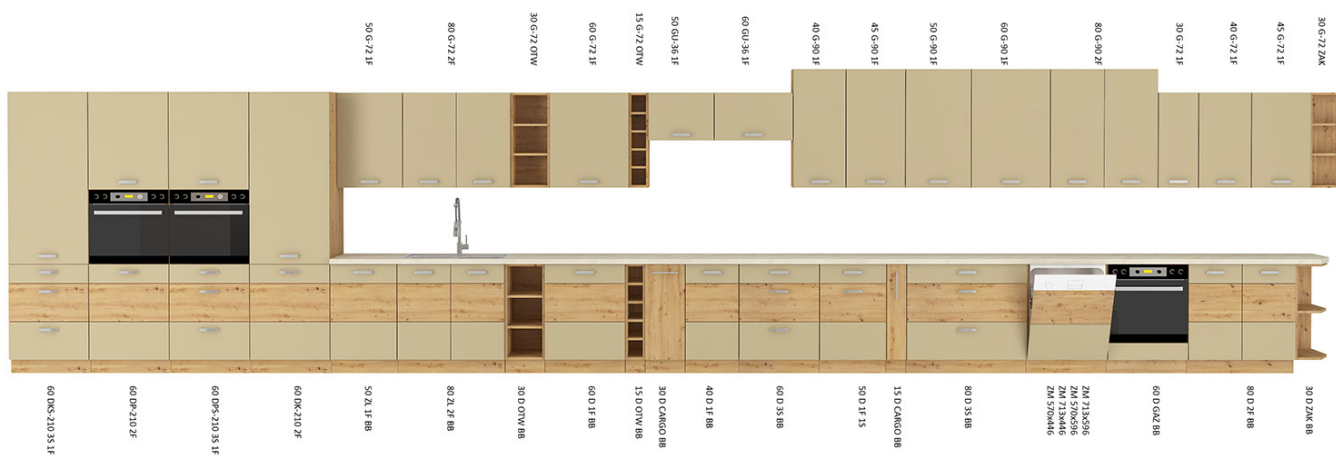 50 G-72 1F
80 G-72 2F
30 G-72 OTW
60 G-72 1F
15 G-72 OTW
50 GU-36 1F
60 GU-36 1F
40 G-90 1F
45 G-90 1F
50 G-90 1F
60 G-90 1F
80 G-90 2F
30 G-72 1F
40 G-72 1F
45 G-72 1F
30 G-72 ZAK
60 DKS-210 3S 1F
60 DP-210 2F
60 DPS-210 3S 1F
60 DK-210 2F
50 ZL 1F BB
80 ZL 2F BB
30 D OTW BB
60 D 1F BB
15 D OTW BB
30 D CARGO BB
40 D 1F BB
60 D 3S BB
50 D 1F 1S
15 D CARGO BB
80 D 3S BB
ZM 713x596
ZM 570x596
ZM 713x446
ZM 570x446
60 D GAZ BB
80 D 2F BB
30 D ZAK BB